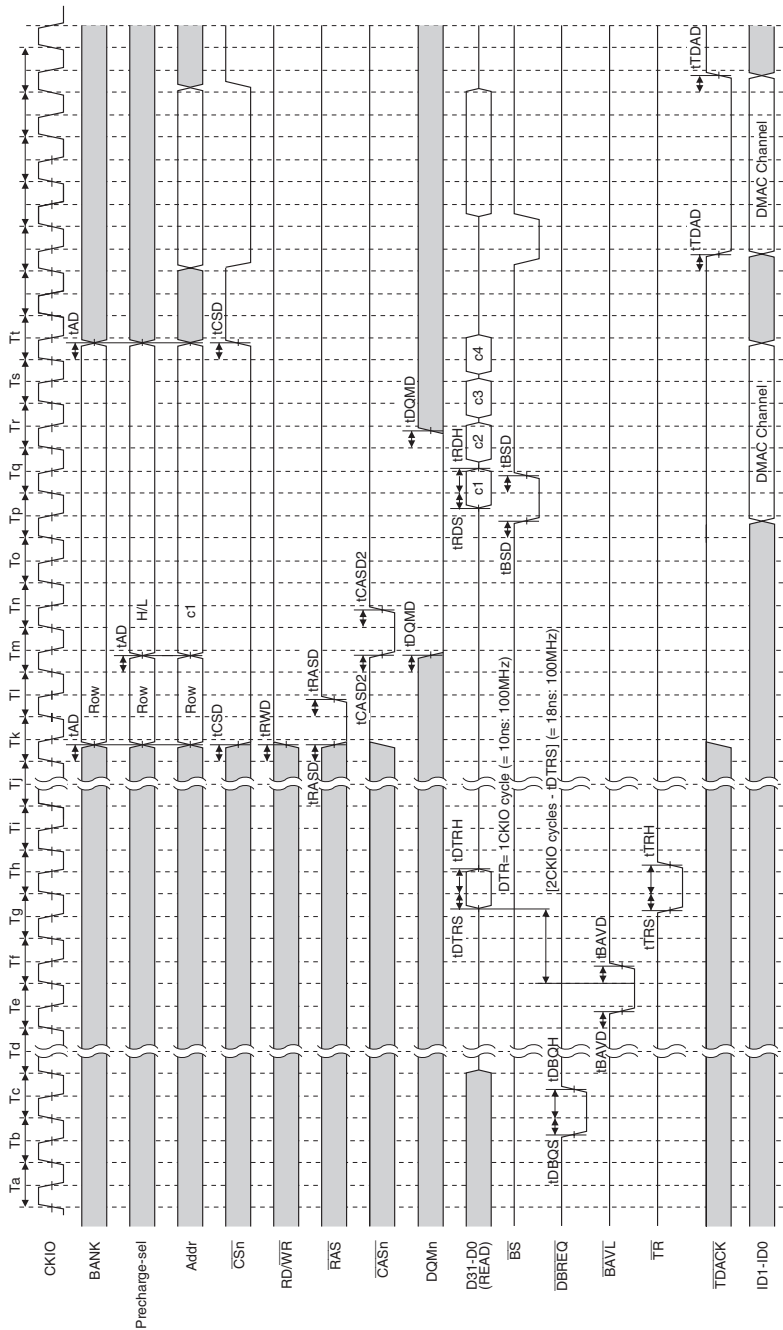 Ta Tb Tc Td Te Tf Tg Th Ti Tj Tk Tl Tm Tn To Tp Tq Tr Ts Tt
CKIO
BANK
tAD
Row
tAD
Precharge-sel
Row
tAD
H/L
Addr
Row
c1
CSn
tCSD
tCSD
RD/WR
tRWD
RAS
tRASD
tRASD
CASn
tCASD2
tCASD2
DQMn
tDQMD
tDQMD
D31-D0
(READ)
tDTRS
tDTRH
tRDS
tRDH
c1
c2
c3
c4
DTR= 1CKIO cycle (= 10ns: 100MHz)
BS
tBSD
tBSD
[2CKIO cycles - tDTRS] (= 18ns: 100MHz)
DBREQ
tDBQS
tDBQH
BAVL
tBAVD
tBAVD
TR
tTRS
tTRH
TDACK
tTDAD
tTDAD
ID1-ID0
DMAC Channel
DMAC Channel